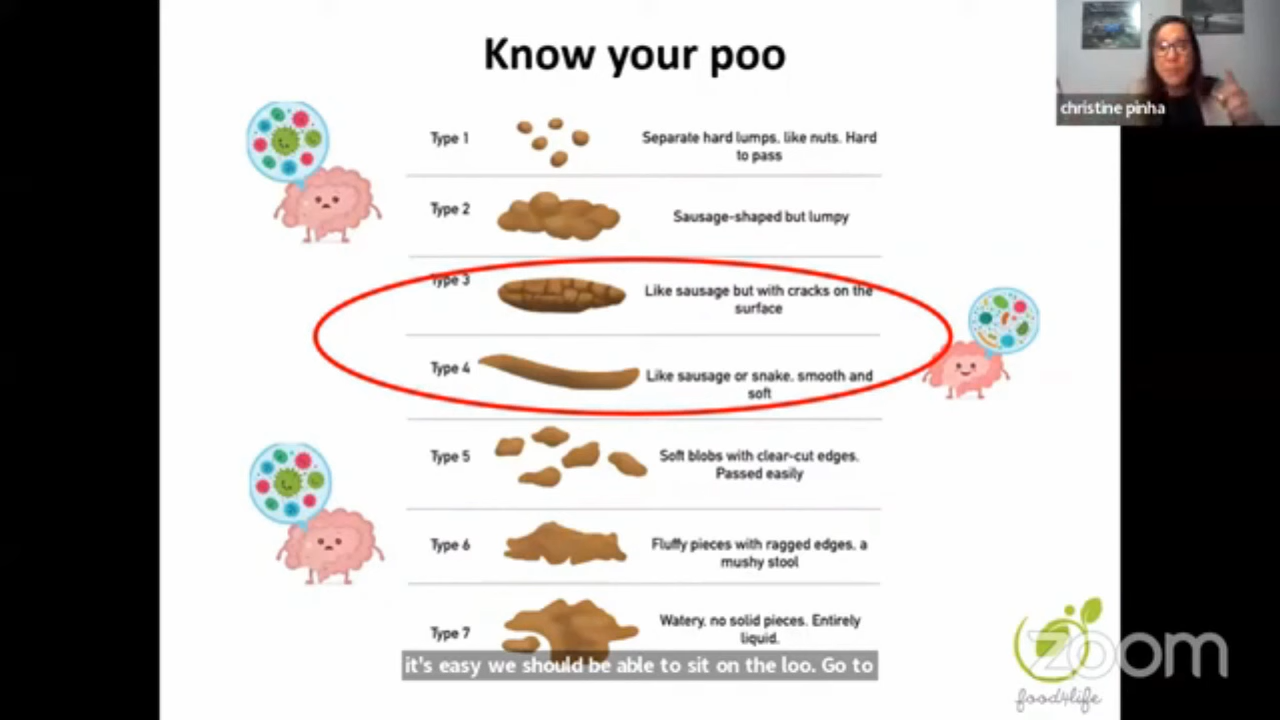 Know your poo
christine pinha
Type 1
Separate hard lumps, like nuts. Hard
to pass
Type 2
Sausage-shaped but lumpy
Type 3
Like sausage but with cracks on the
surface
Type 4
Like sausage or snake, smooth and
soft
Type 5
Soft blobs with clear-cut edges.
Passed easily
Type 6
Fluffy pieces with ragged edges, a
mushy stool
Type 7
Watery, no solid pieces. Entirely
liquid.
it's easy we should be able to sit on the loo. Go to
zoom
food4life